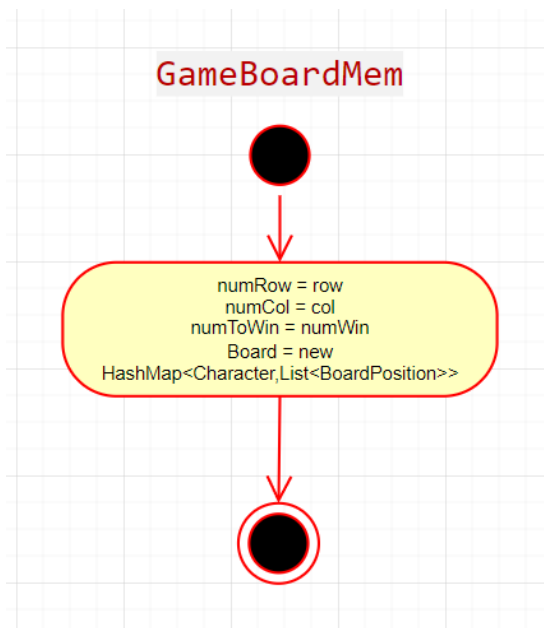 GameBoardMem
numRow = row
numCol = col
numToWin = numWin
Board = new
HashMap<Character,List<BoardPosition>>